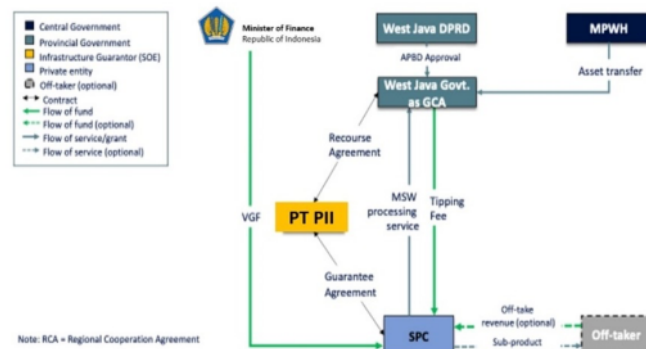 Central Government
Provincial Government
Infrastructure Guarantor (SOE)
Private entity
Off-taker (optional)
Contract
Flow of fund
Flow of fund (optional)
Flow of service/grant
Flow of service (optional)
Minister of Finance
Republic of Indonesia
West Java DPRD
MPWH
APBD Approval
Asset transfer
West Java Govt.
as GCA
Recourse
Agreement
VGF
PT PII
MSW
processing
service
Tipping
Fee
Guarantee
Agreement
Off-take
revenue (optional)
SPC
Sub-product
Off-taker
Note: RCA = Regional Cooperation Agreement